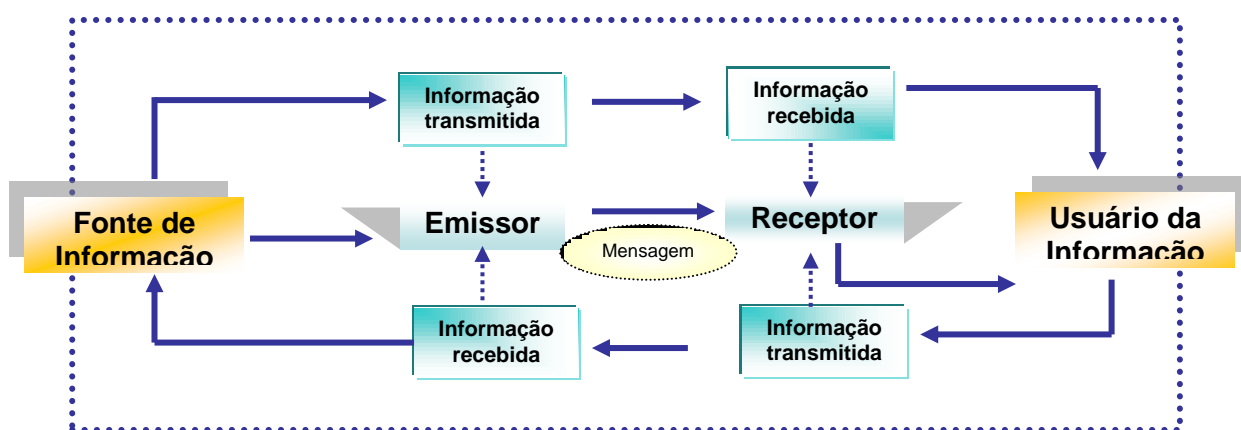 Informação
transmitida
Informação
recebida
Fonte de
Informação
Emissor
Mensagem
Receptor
Usuário da
Informação
Informação
recebida
Informação
transmitida